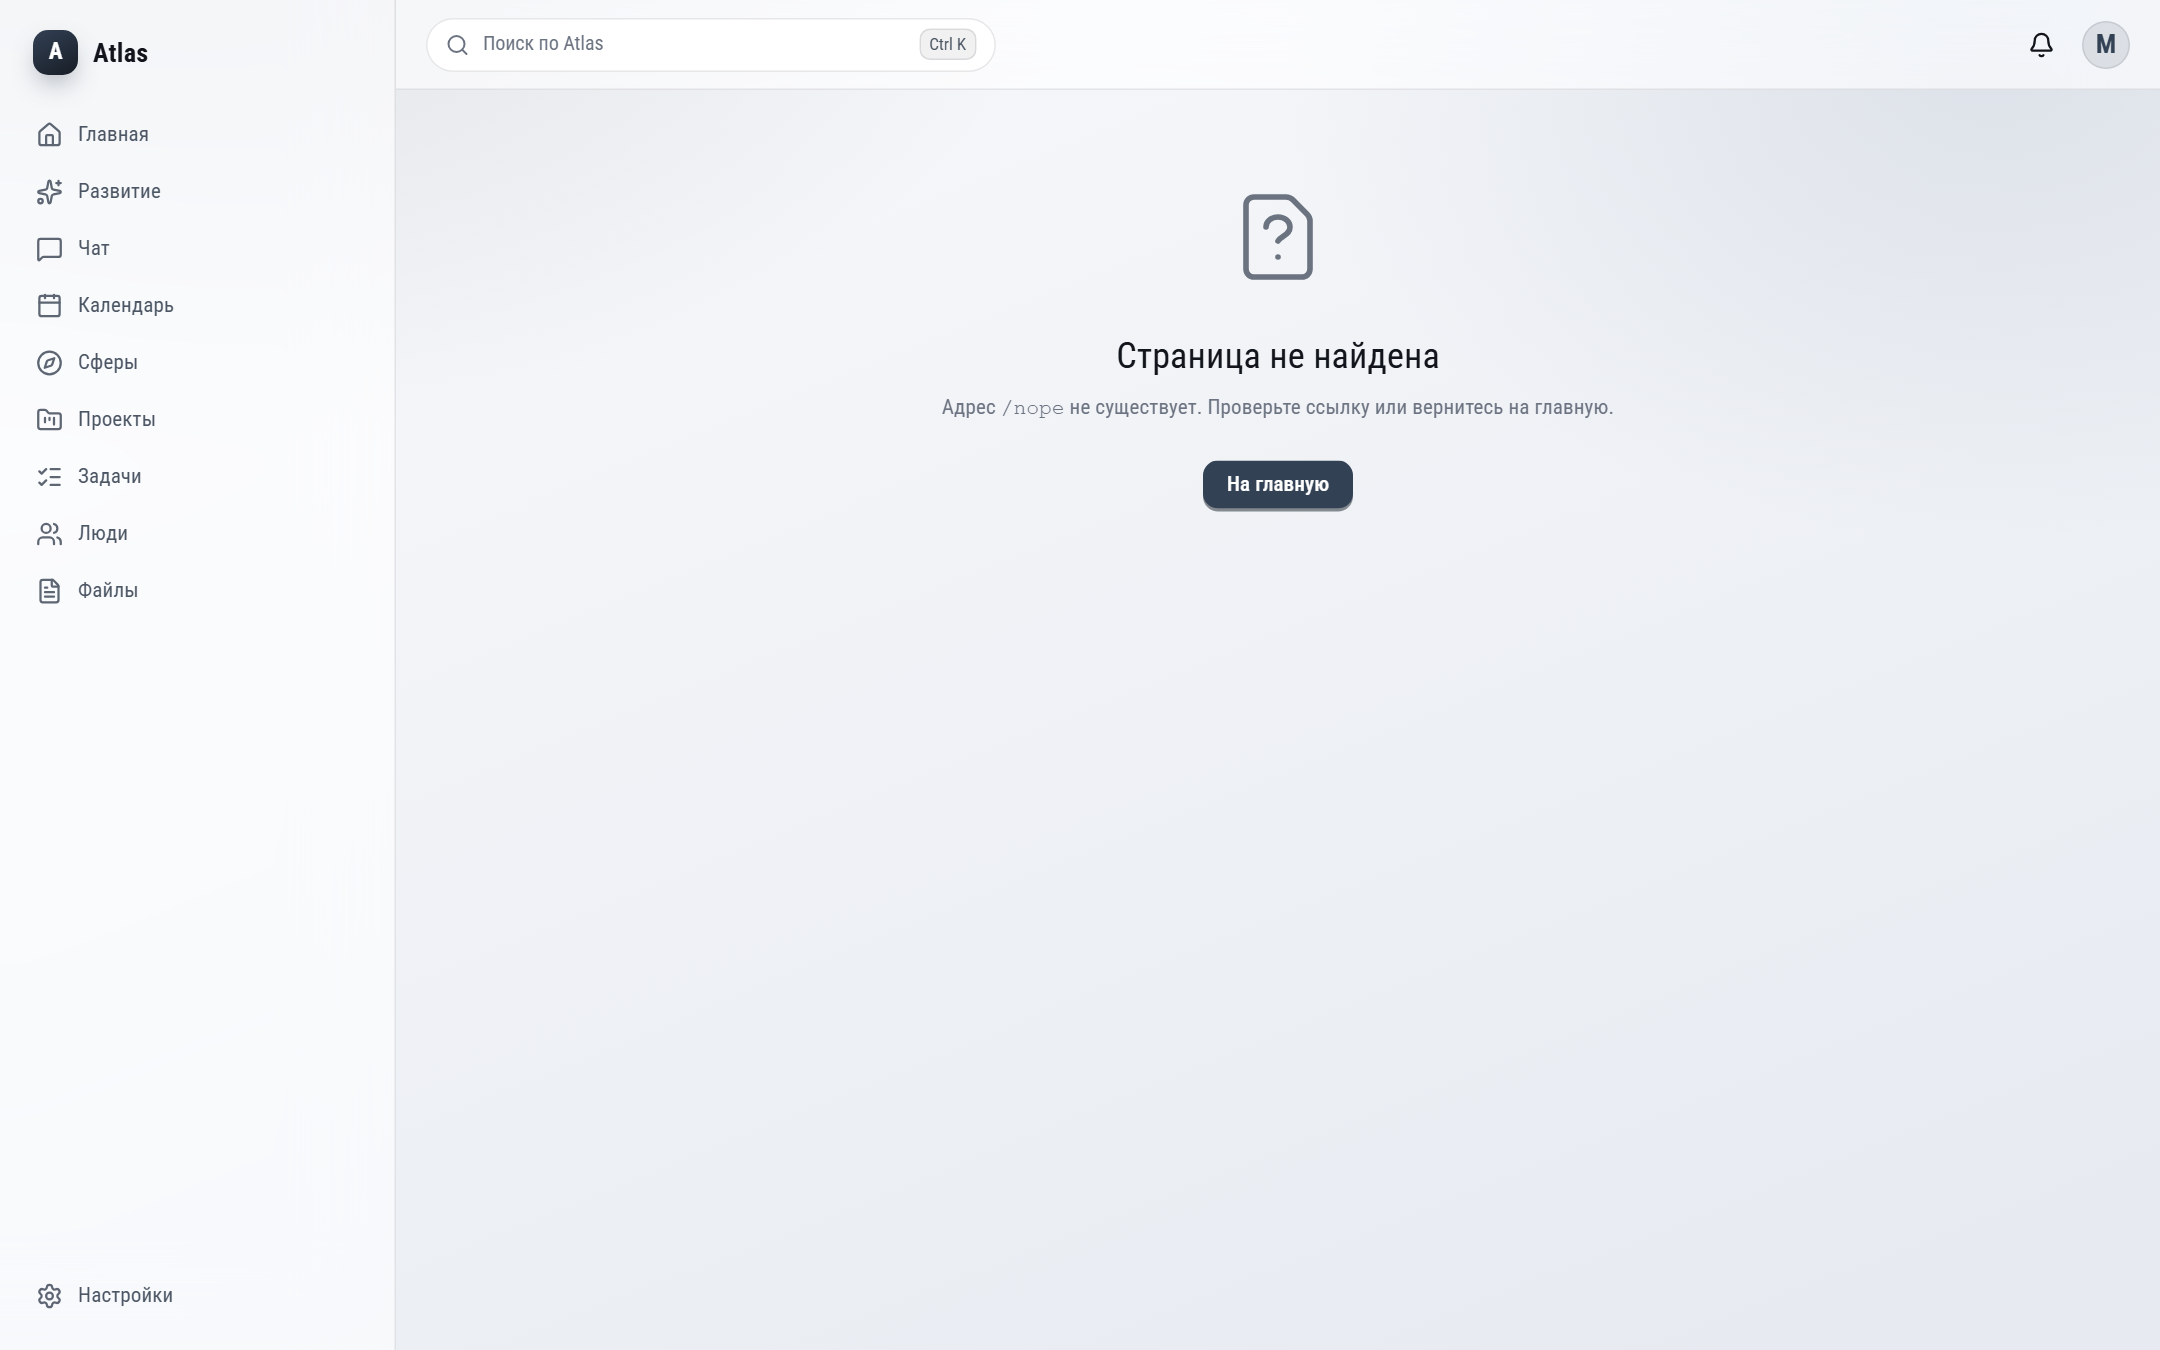 A Atlas
Поиск по Atlas
Ctrl K
M
Главная
Развитие
Чат
Календарь
Сферы
Проекты
Задачи
Люди
Файлы
Настройки
Страница не найдена
Адрес /nope не существует. Проверьте ссылку или вернитесь на главную.
На главную